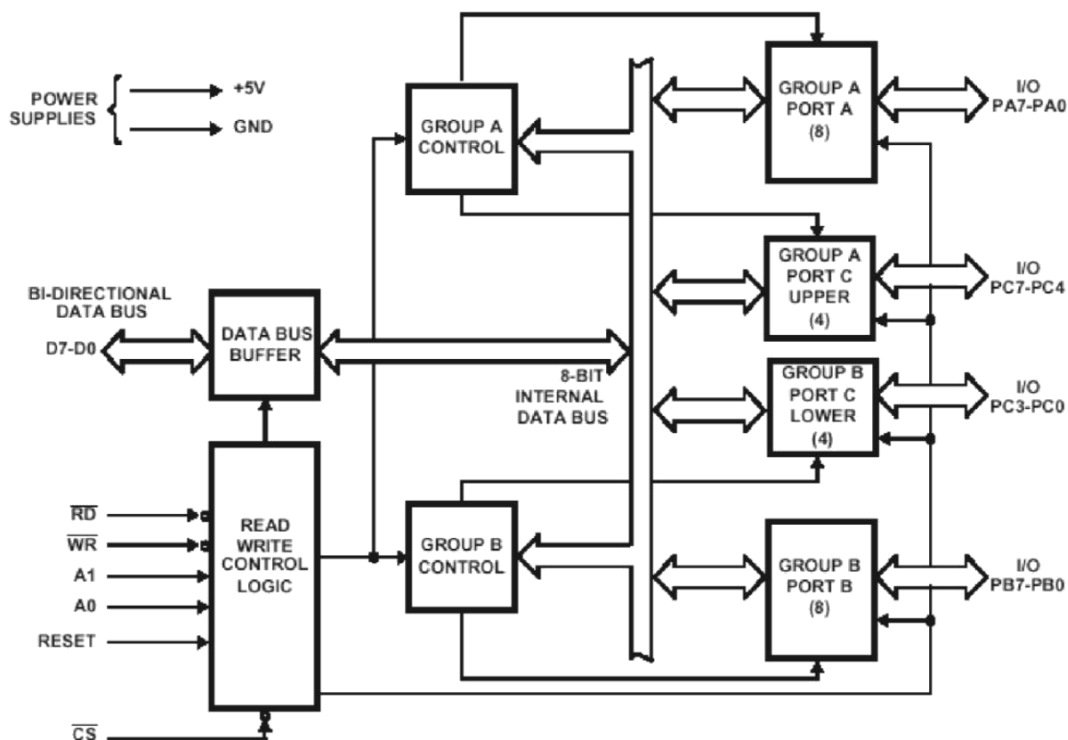 POWER
SUPPLIES
+5V
GND
GROUP A
CONTROL
GROUP A
PORT A
(8)
I/O
PA7-PA0
GROUP A
PORT C
UPPER
(4)
I/O
PC7-PC4
BI-DIRECTIONAL
DATA BUS
D7-D0
DATA BUS
BUFFER
8-BIT
INTERNAL
DATA BUS
GROUP B
PORT C
LOWER
(4)
I/O
PC3-PC0
RD
WR
A1
A0
RESET
CS
READ
WRITE
CONTROL
LOGIC
GROUP B
CONTROL
GROUP B
PORT B
(8)
I/O
PB7-PB0